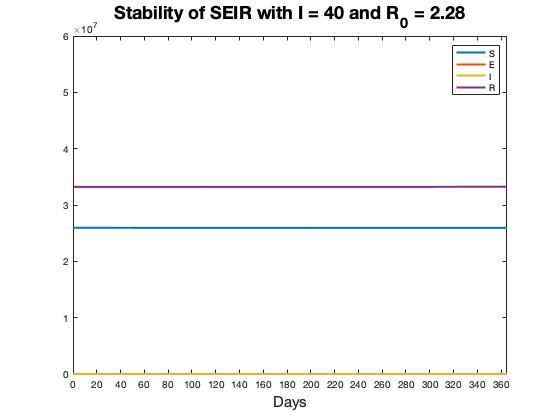 Stability of SEIR with I = 40 and R0 = 2.28
×10^7
6
5
4
3
2
1
0
S
E
I
R
0 20 40 60 80 100 120 140 160 180 200 220 240 260 280 300 320 340 360
Days